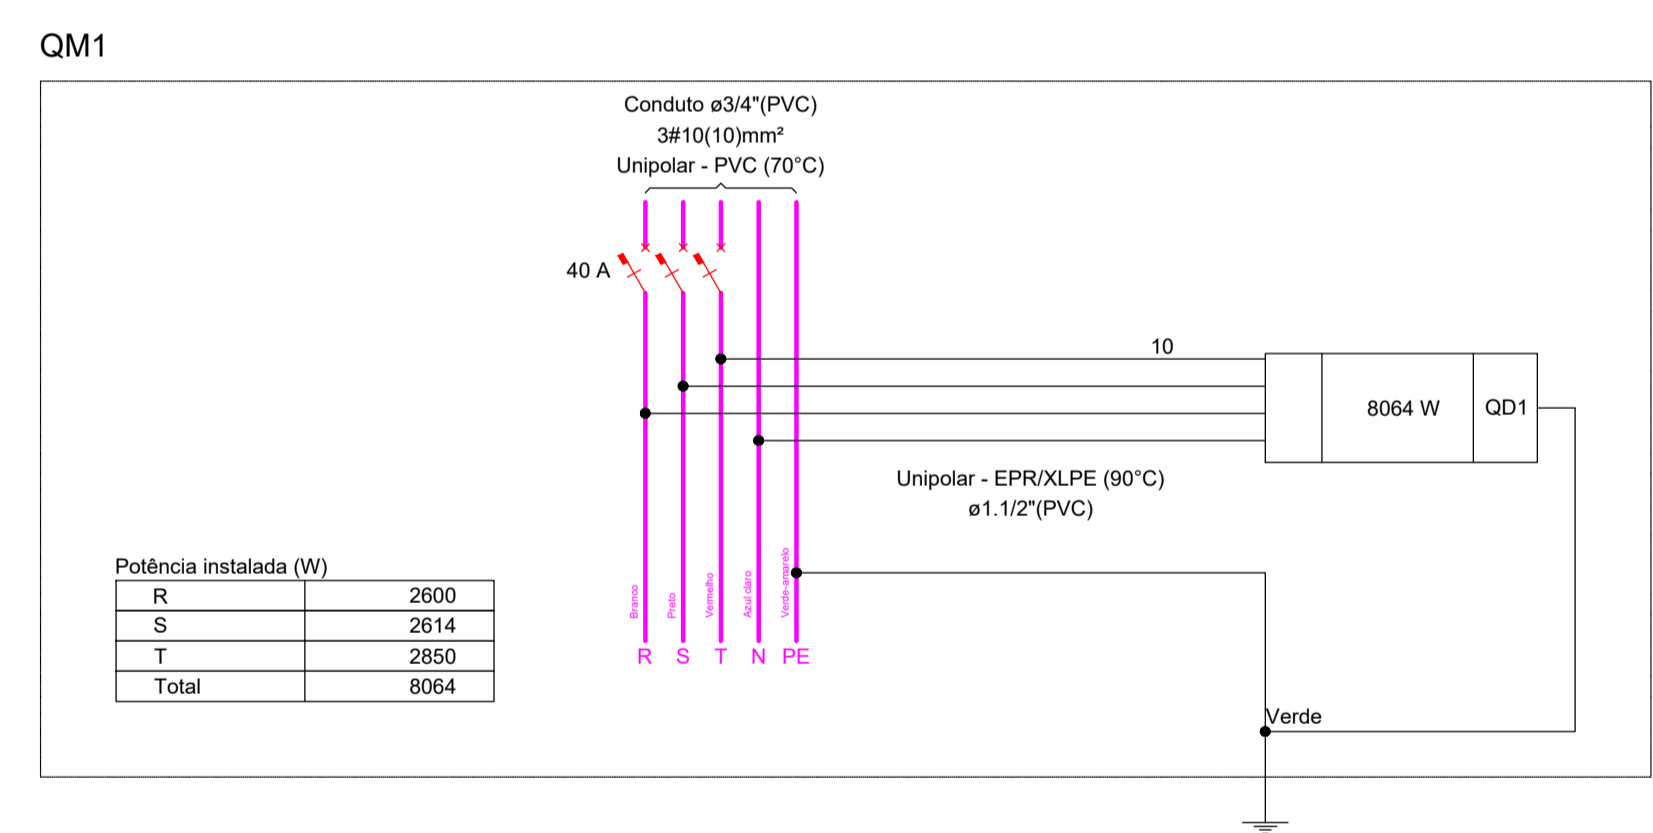 QM1
Conduto ø3/4"(PVC)
3#10(10)mm²
Unipolar - PVC (70°C)
40 A
10
8064 W
QD1
Unipolar - EPR/XLPE (90°C)
ø1.1/2"(PVC)
Potência instalada (W)
R 2600
S 2614
T 2850
Total 8064
Branco
Preto
Vermelho
Azul claro
Verde-amarelo
R S T N PE
Verde